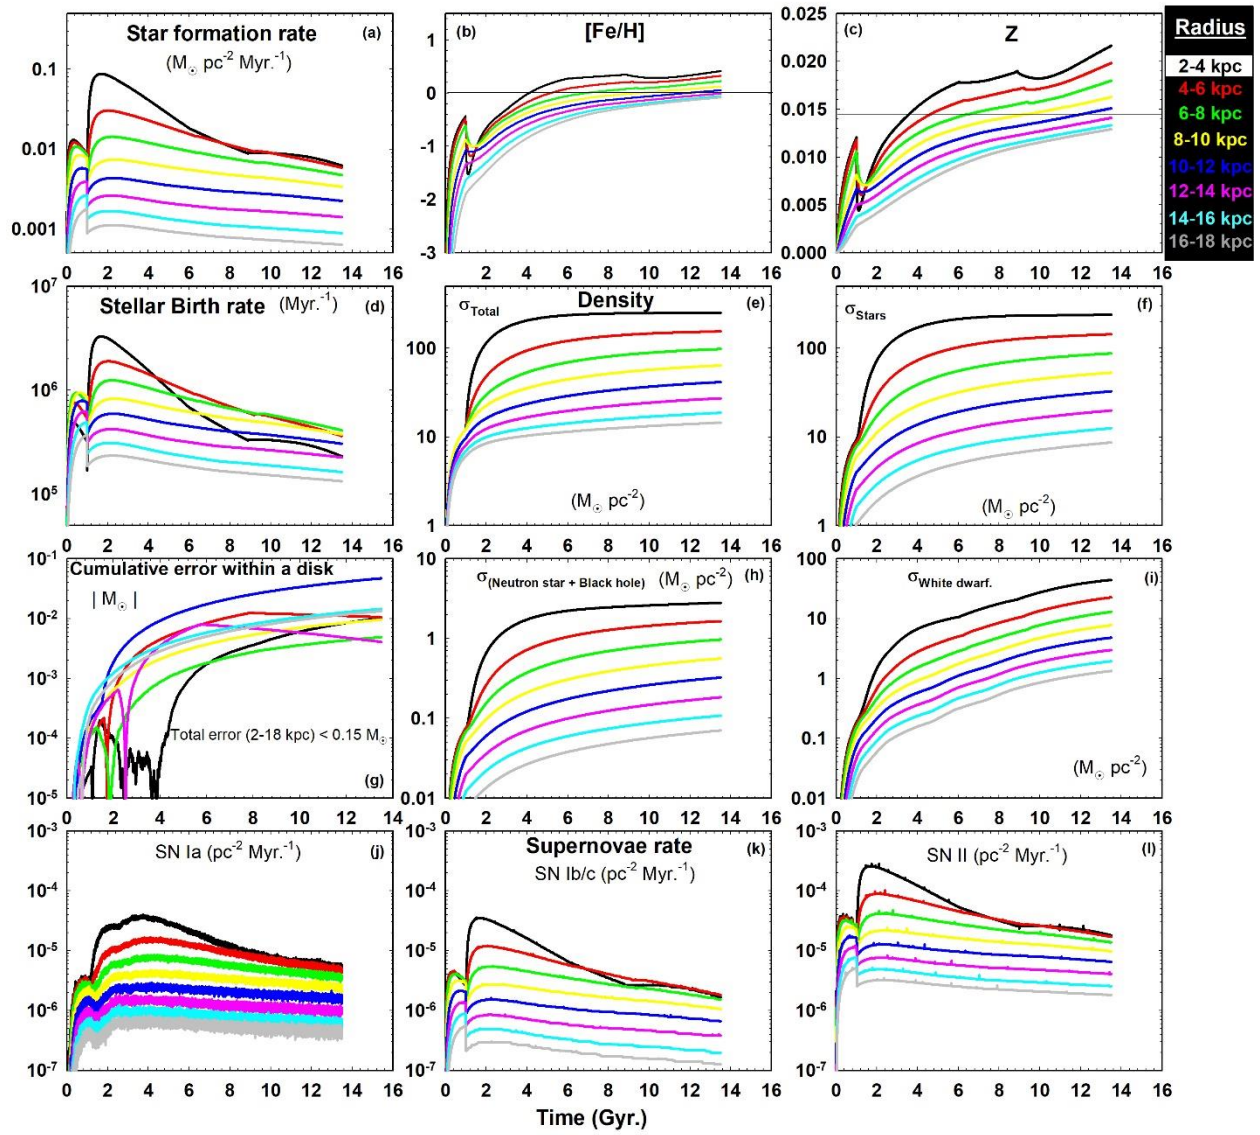 Star formation rate (a)
(M☉ pc-2 Myr.-1)
0.1
0.01
0.001
0 2 4 6 8 10 12 14 16
(b) [Fe/H]
1
0
-1
-2
-3
0 2 4 6 8 10 12 14 16
(c) Z
0.025
0.020
0.015
0.010
0.005
0.000
0 2 4 6 8 10 12 14 16
Radius
2-4 kpc
4-6 kpc
6-8 kpc
8-10 kpc
10-12 kpc
12-14 kpc
14-16 kpc
16-18 kpc
Stellar Birth rate (Myr.-1)
(d)
10^7
10^6
10^5
0 2 4 6 8 10 12 14 16
Density
σTotal (e)
100
10
1
(M☉ pc-2)
0 2 4 6 8 10 12 14 16
σStars (f)
100
10
1
(M☉ pc-2)
0 2 4 6 8 10 12 14 16
Cumulative error within a disk
| M☉ |
10^-1
10^-2
10^-3
10^-4
10^-5
Total error (2-18 kpc) < 0.15 M☉
(g)
0 2 4 6 8 10 12 14 16
σ(Neutron star + Black hole) (M☉ pc-2) (h)
10
1
0.1
0.01
0 2 4 6 8 10 12 14 16
σWhite dwarf. (i)
100
10
1
0.1
0.01
(M☉ pc-2)
0 2 4 6 8 10 12 14 16
SN Ia (pc-2 Myr.-1) (j)
10^-3
10^-4
10^-5
10^-6
10^-7
0 2 4 6 8 10 12 14 16
Supernovae rate (k)
SN Ib/c (pc-2 Myr.-1)
10^-3
10^-4
10^-5
10^-6
10^-7
0 2 4 6 8 10 12 14 16
SN II (pc-2 Myr.-1) (l)
10^-3
10^-4
10^-5
10^-6
10^-7
0 2 4 6 8 10 12 14 16
Time (Gyr.)